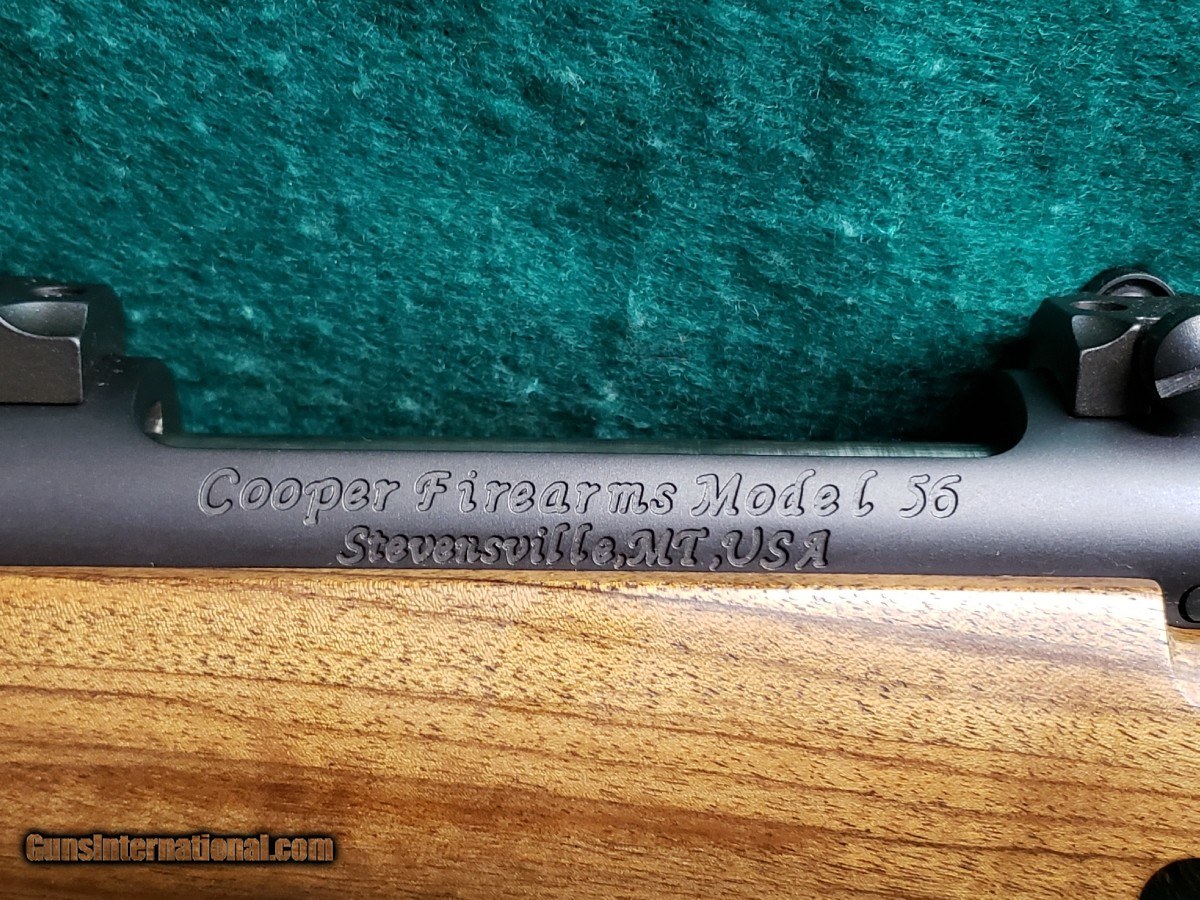 Cooper Firearms Model 56
Stevensville,MT,USA
GunsInternational.com